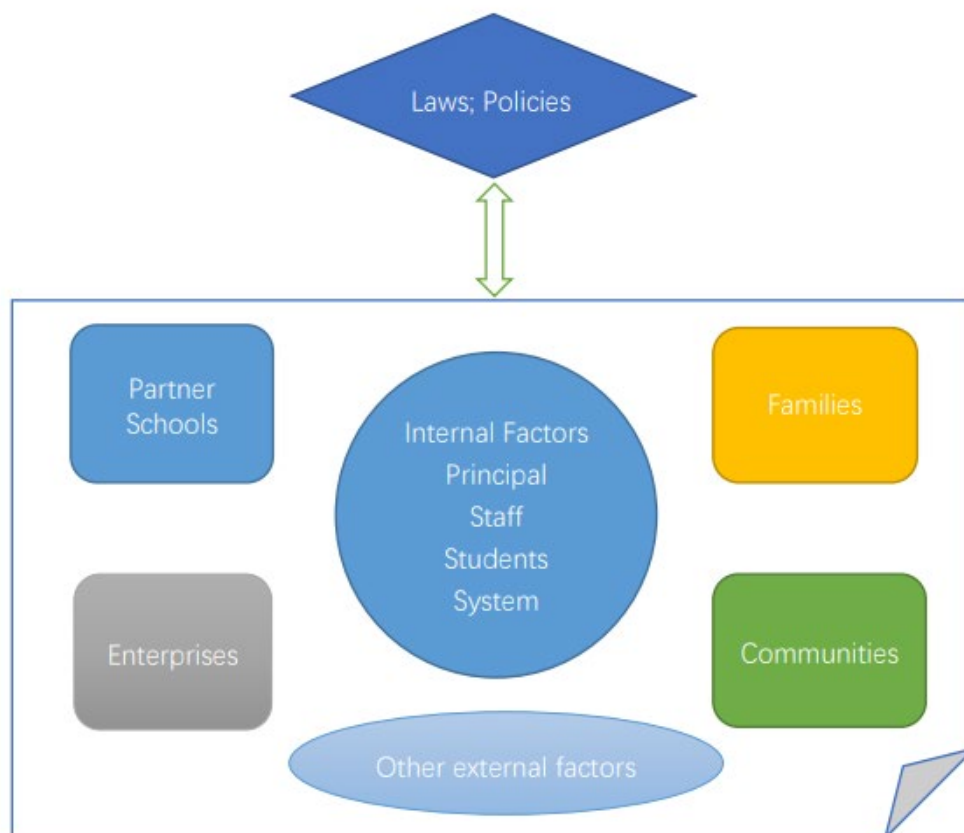 Laws; Policies
Partner
Schools
Families
Internal Factors
Principal
Staff
Students
System
Enterprises
Communities
Other external factors